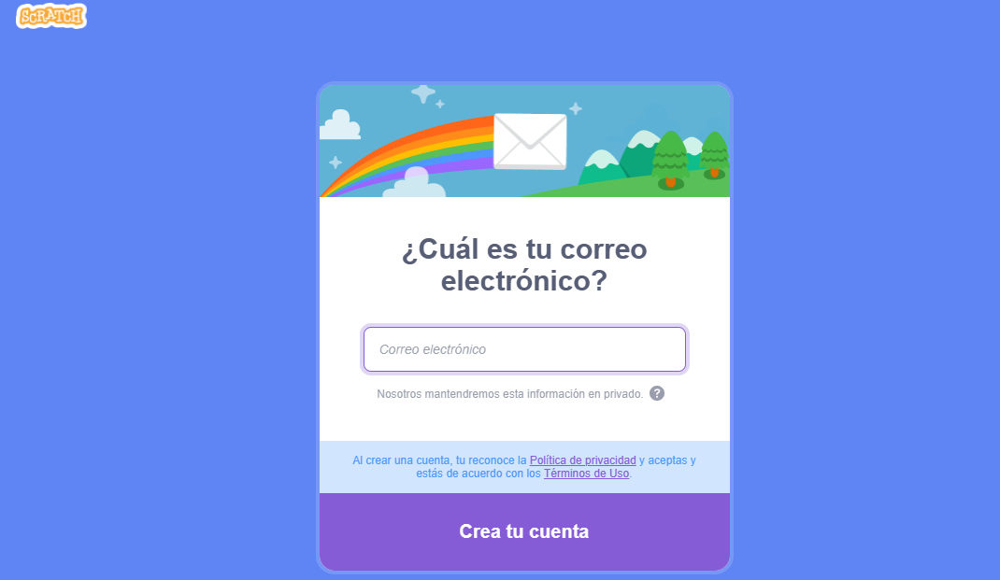 SCRATCH
¿Cuál es tu correo
electrónico?
Correo electrónico
Nosotros mantendremos esta información en privado. ?
Al crear una cuenta, tu reconoce la Política de privacidad y aceptas y
estás de acuerdo con los Términos de Uso.
Crea tu cuenta